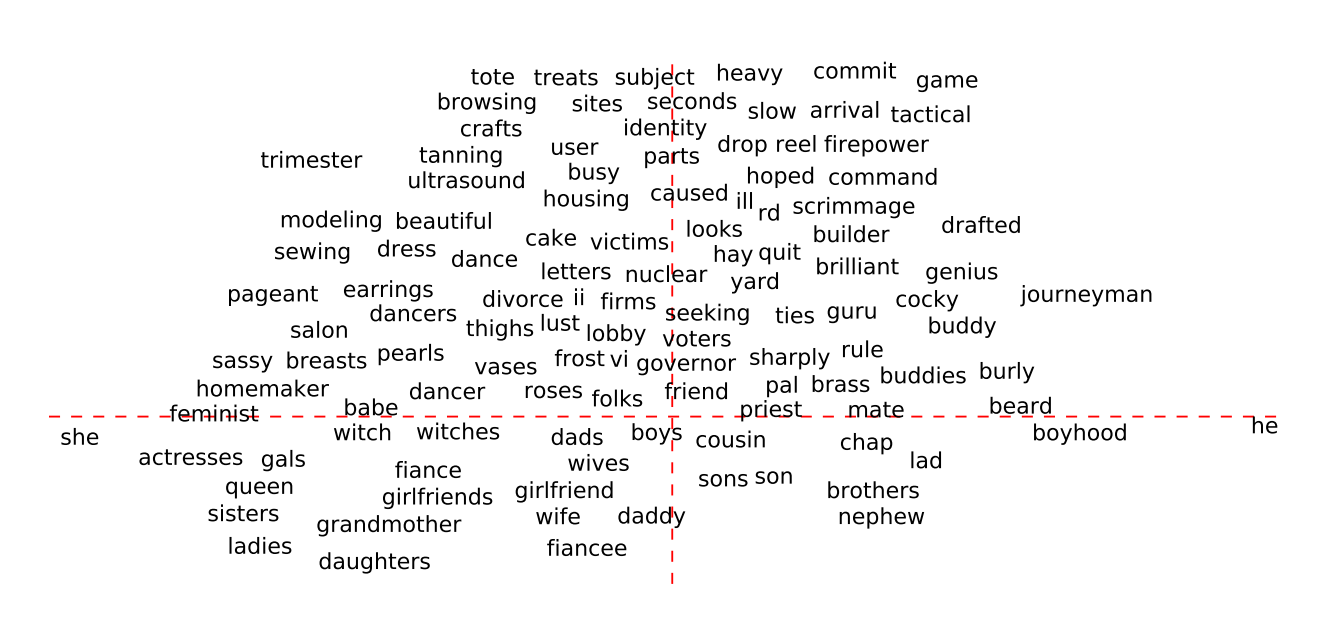 tote treats subject heavy commit game
browsing sites seconds slow arrival tactical
crafts identity
drop reel firepower
trimester tanning user parts
ultrasound busy hoped command
housing caused ill rd scrimmage
modeling beautiful looks drafted
sewing dress cake victims builder
dance hay quit
letters nuclear yard brilliant genius
pageant earrings divorce ii firms cocky journeyman
dancers seeking ties guru
salon thighs lust lobby voters buddy
sassy breasts pearls vases frost vi governor sharply rule
homemaker dancer roses folks friend pal brass buddies burly
feminist babe priest mate beard
she witch witches dads boys cousin chap boyhood he
actresses gals fiance wives lad
queen girlfriends girlfriend sons son brothers
sisters grandmother wife daddy nephew
ladies daughters fiancee